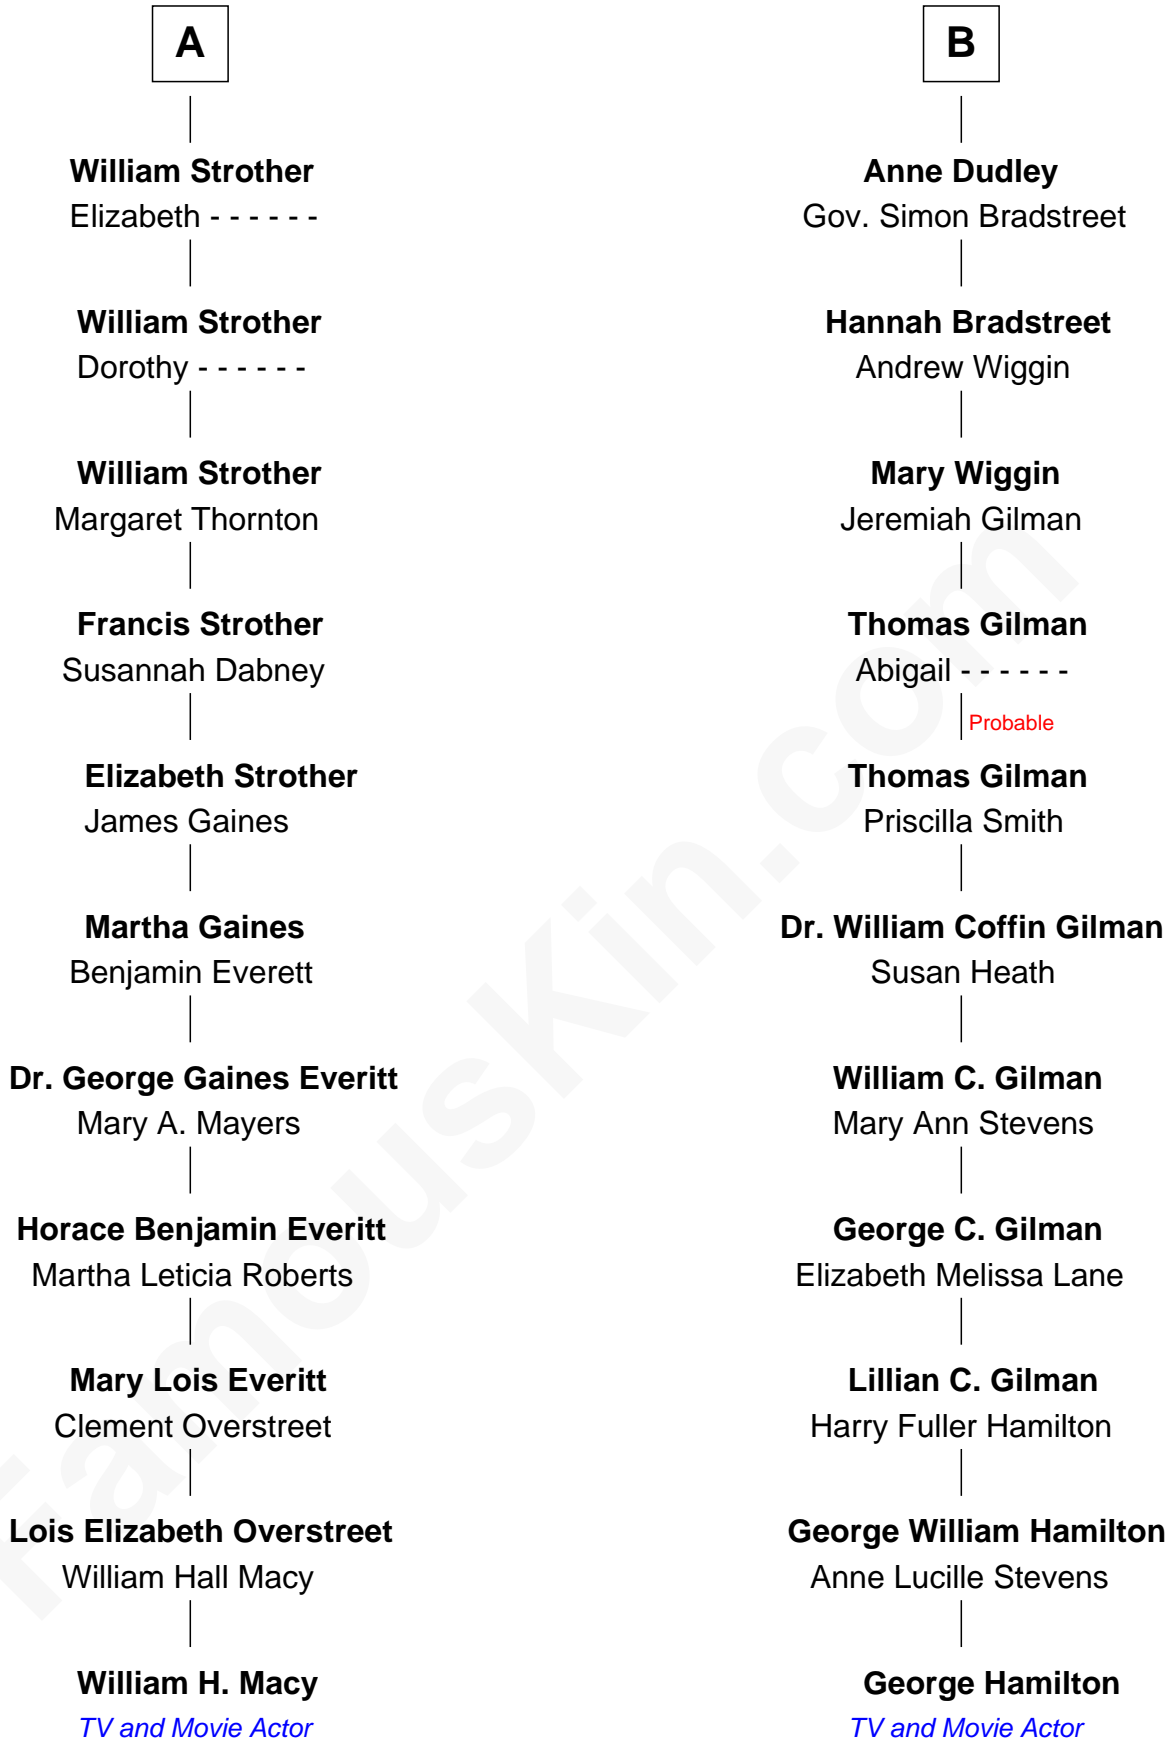 A
William Strother
Elizabeth - - - - - -
William Strother
Dorothy - - - - - -
William Strother
Margaret Thornton
Francis Strother
Susannah Dabney
Elizabeth Strother
James Gaines
Martha Gaines
Benjamin Everett
Dr. George Gaines Everitt
Mary A. Mayers
Horace Benjamin Everitt
Martha Leticia Roberts
Mary Lois Everitt
Clement Overstreet
Lois Elizabeth Overstreet
William Hall Macy
William H. Macy
TV and Movie Actor
B
Anne Dudley
Gov. Simon Bradstreet
Hannah Bradstreet
Andrew Wiggin
Mary Wiggin
Jeremiah Gilman
Thomas Gilman
Abigail - - - - - -
Probable
Thomas Gilman
Priscilla Smith
Dr. William Coffin Gilman
Susan Heath
William C. Gilman
Mary Ann Stevens
George C. Gilman
Elizabeth Melissa Lane
Lillian C. Gilman
Harry Fuller Hamilton
George William Hamilton
Anne Lucille Stevens
George Hamilton
TV and Movie Actor
FamousKin.com